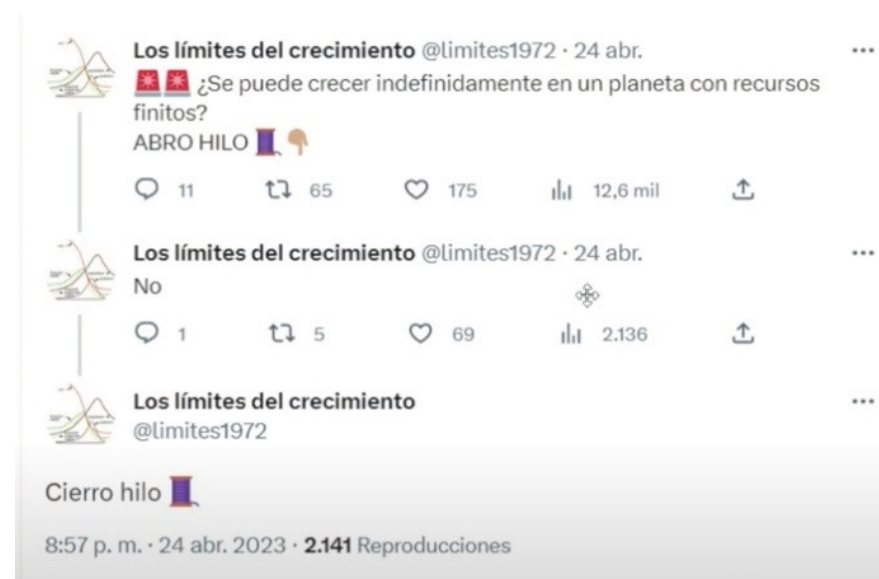 Los límites del crecimiento @limites1972 · 24 abr.
🚨🚨 ¿Se puede crecer indefinidamente en un planeta con recursos
finitos?
ABRO HILO 🧵👇🏼
11 65 175 12,6 mil
Los límites del crecimiento @limites1972 · 24 abr.
No
1 5 69 2.136
Los límites del crecimiento
@limites1972
Cierro hilo 🧵
8:57 p. m. · 24 abr. 2023 · 2.141 Reproducciones